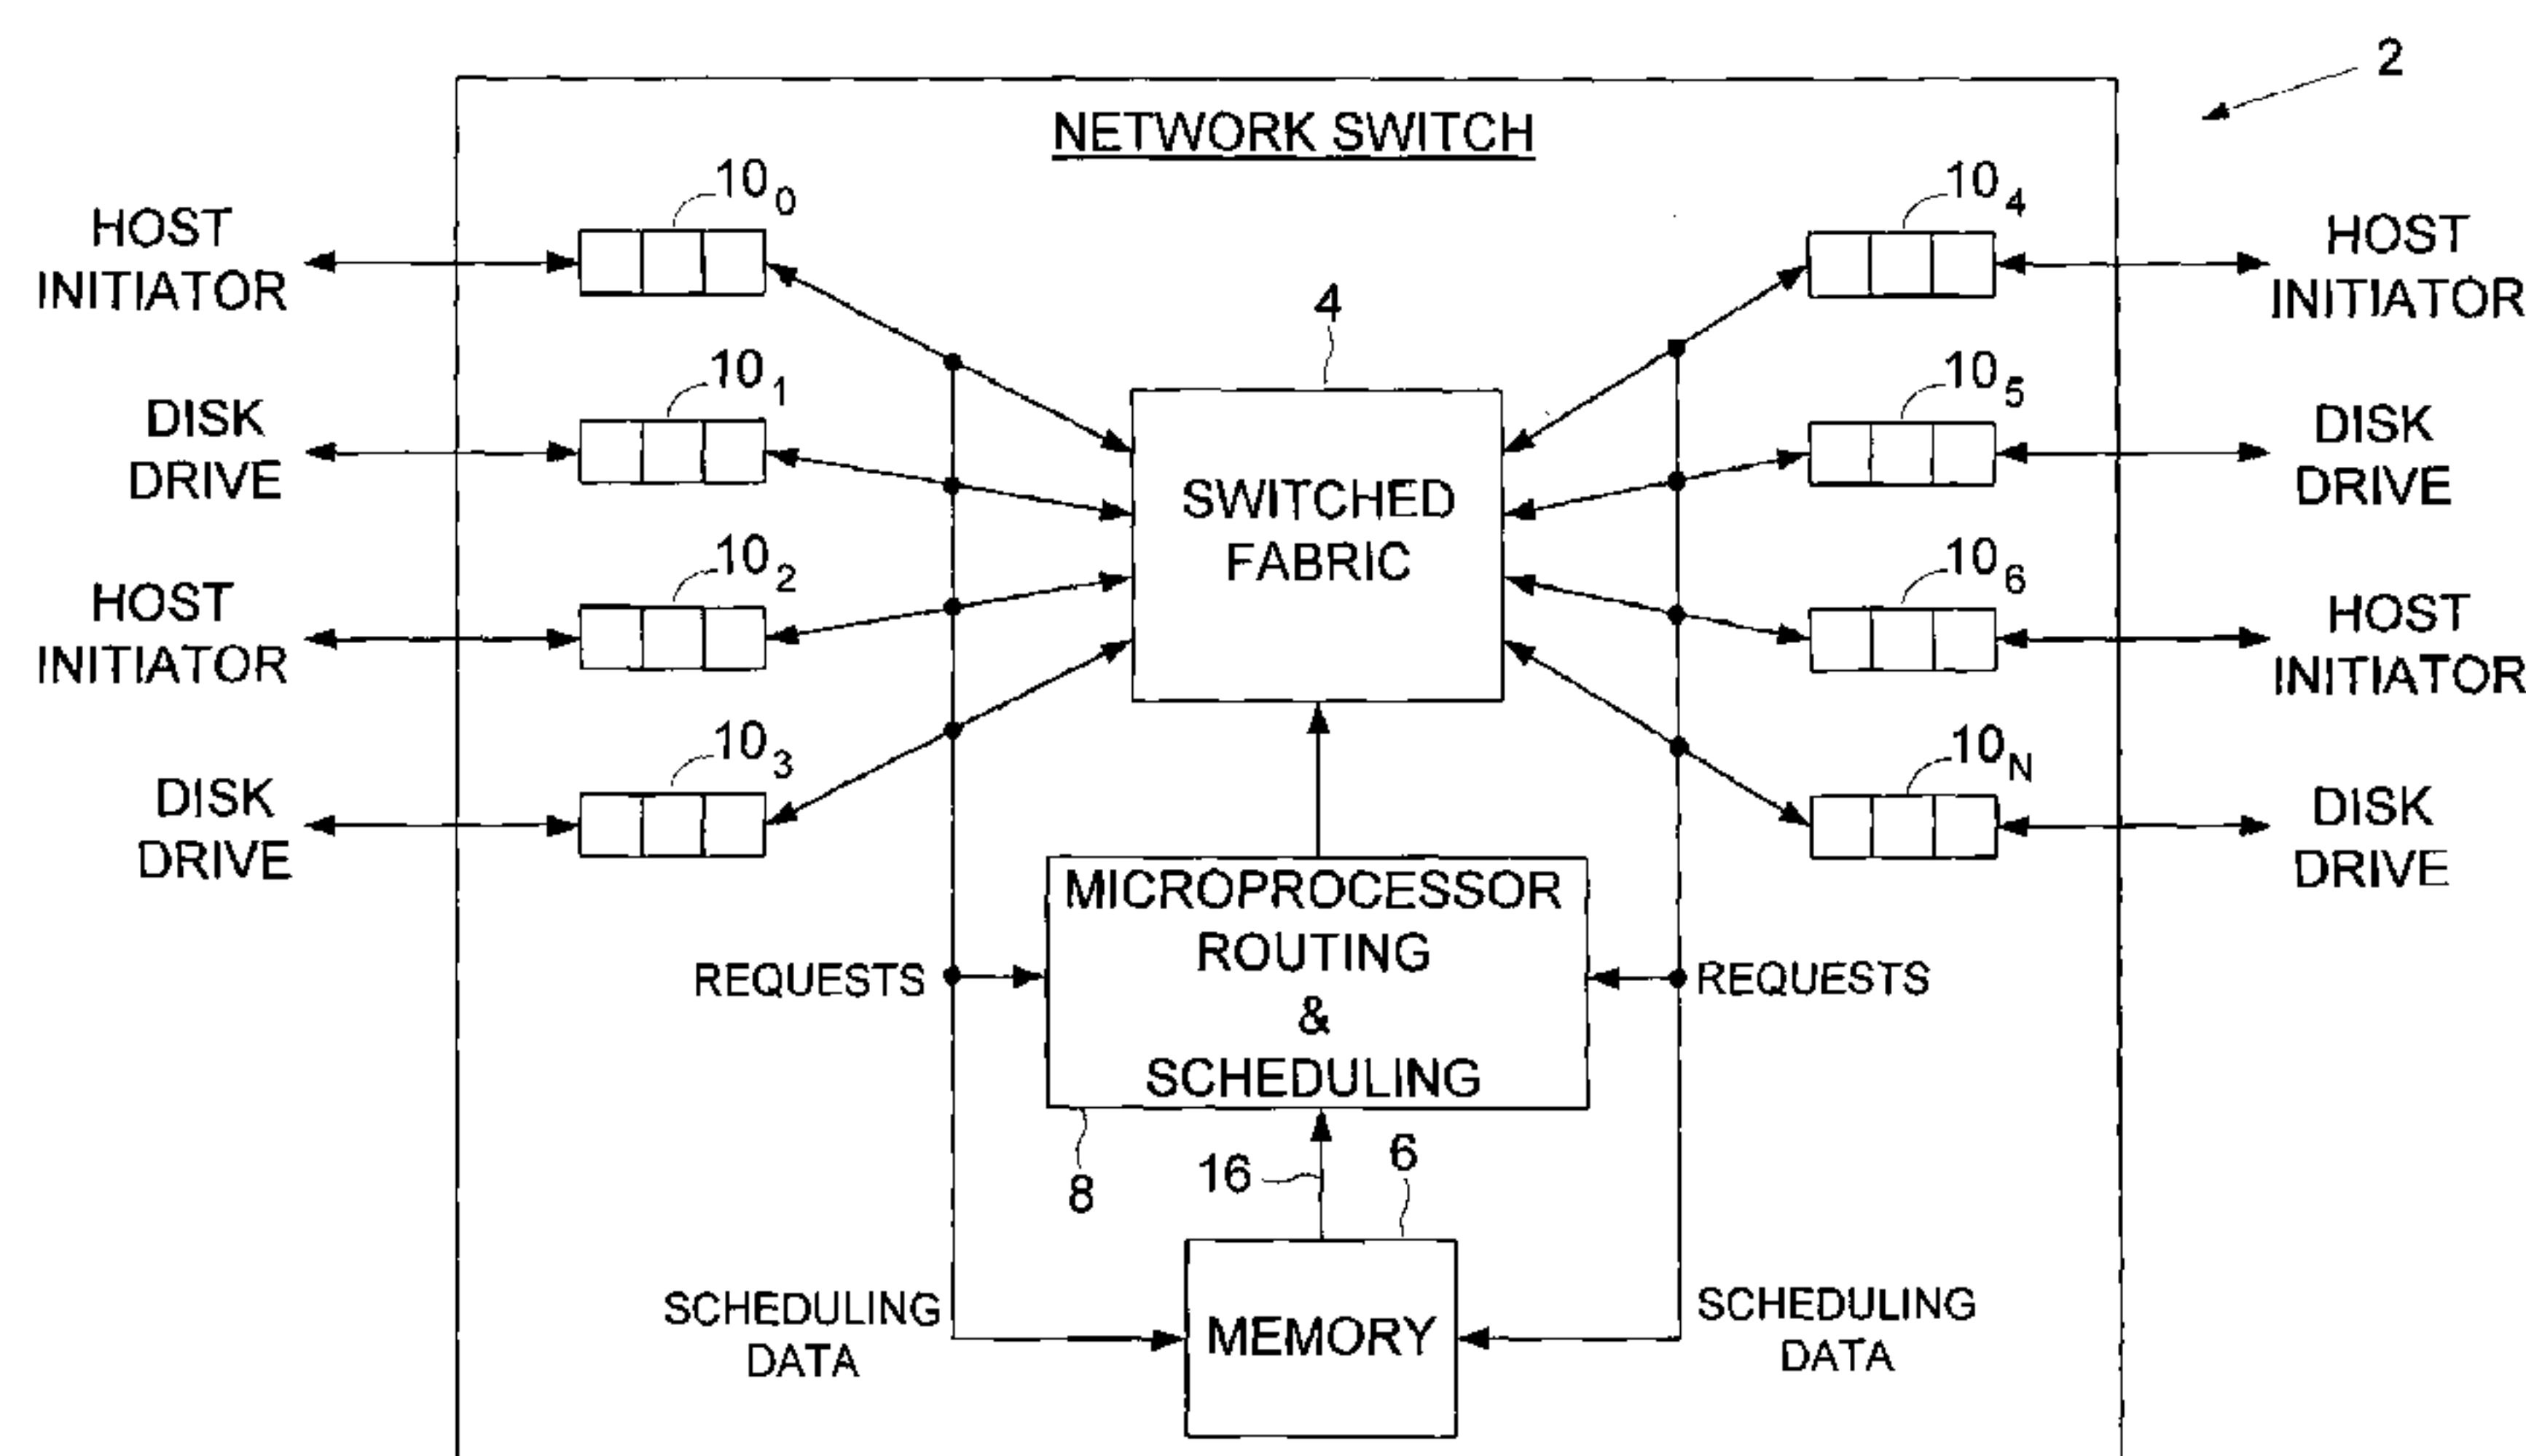 2
NETWORK SWITCH
10₀
HOST
INITIATOR
10₁
DISK
DRIVE
10₂
HOST
INITIATOR
10₃
DISK
DRIVE
4
SWITCHED
FABRIC
10₄
HOST
INITIATOR
10₅
DISK
DRIVE
10₆
HOST
INITIATOR
10N
DISK
DRIVE
REQUESTS
MICROPROCESSOR
ROUTING
&
SCHEDULING
REQUESTS
8
16
6
SCHEDULING
DATA
MEMORY
SCHEDULING
DATA